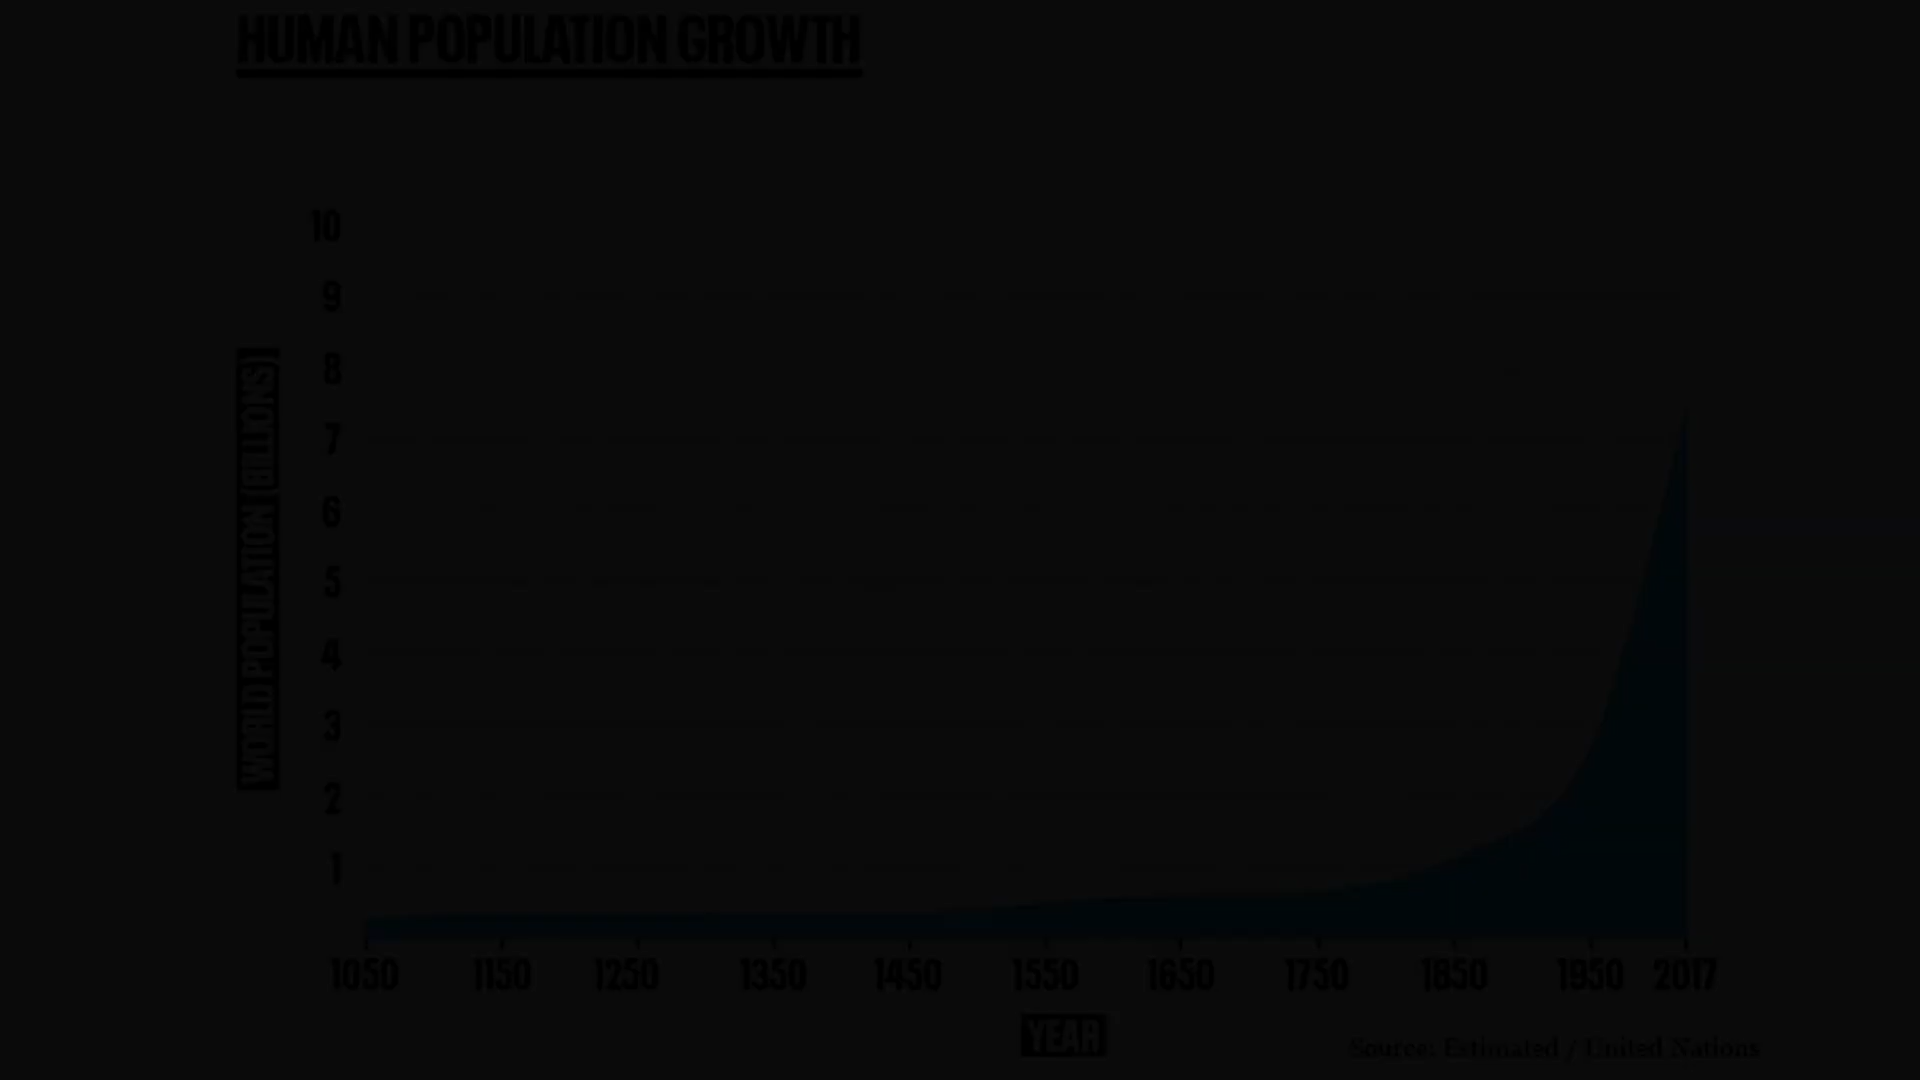 HUMAN POPULATION GROWTH
10
9
8
7
6
5
4
3
2
1
WORLD POPULATION (BILLIONS)
1050 1150 1250 1350 1450 1550 1650 1750 1850 1950 2017
YEAR
Source: Estimated / United Nations